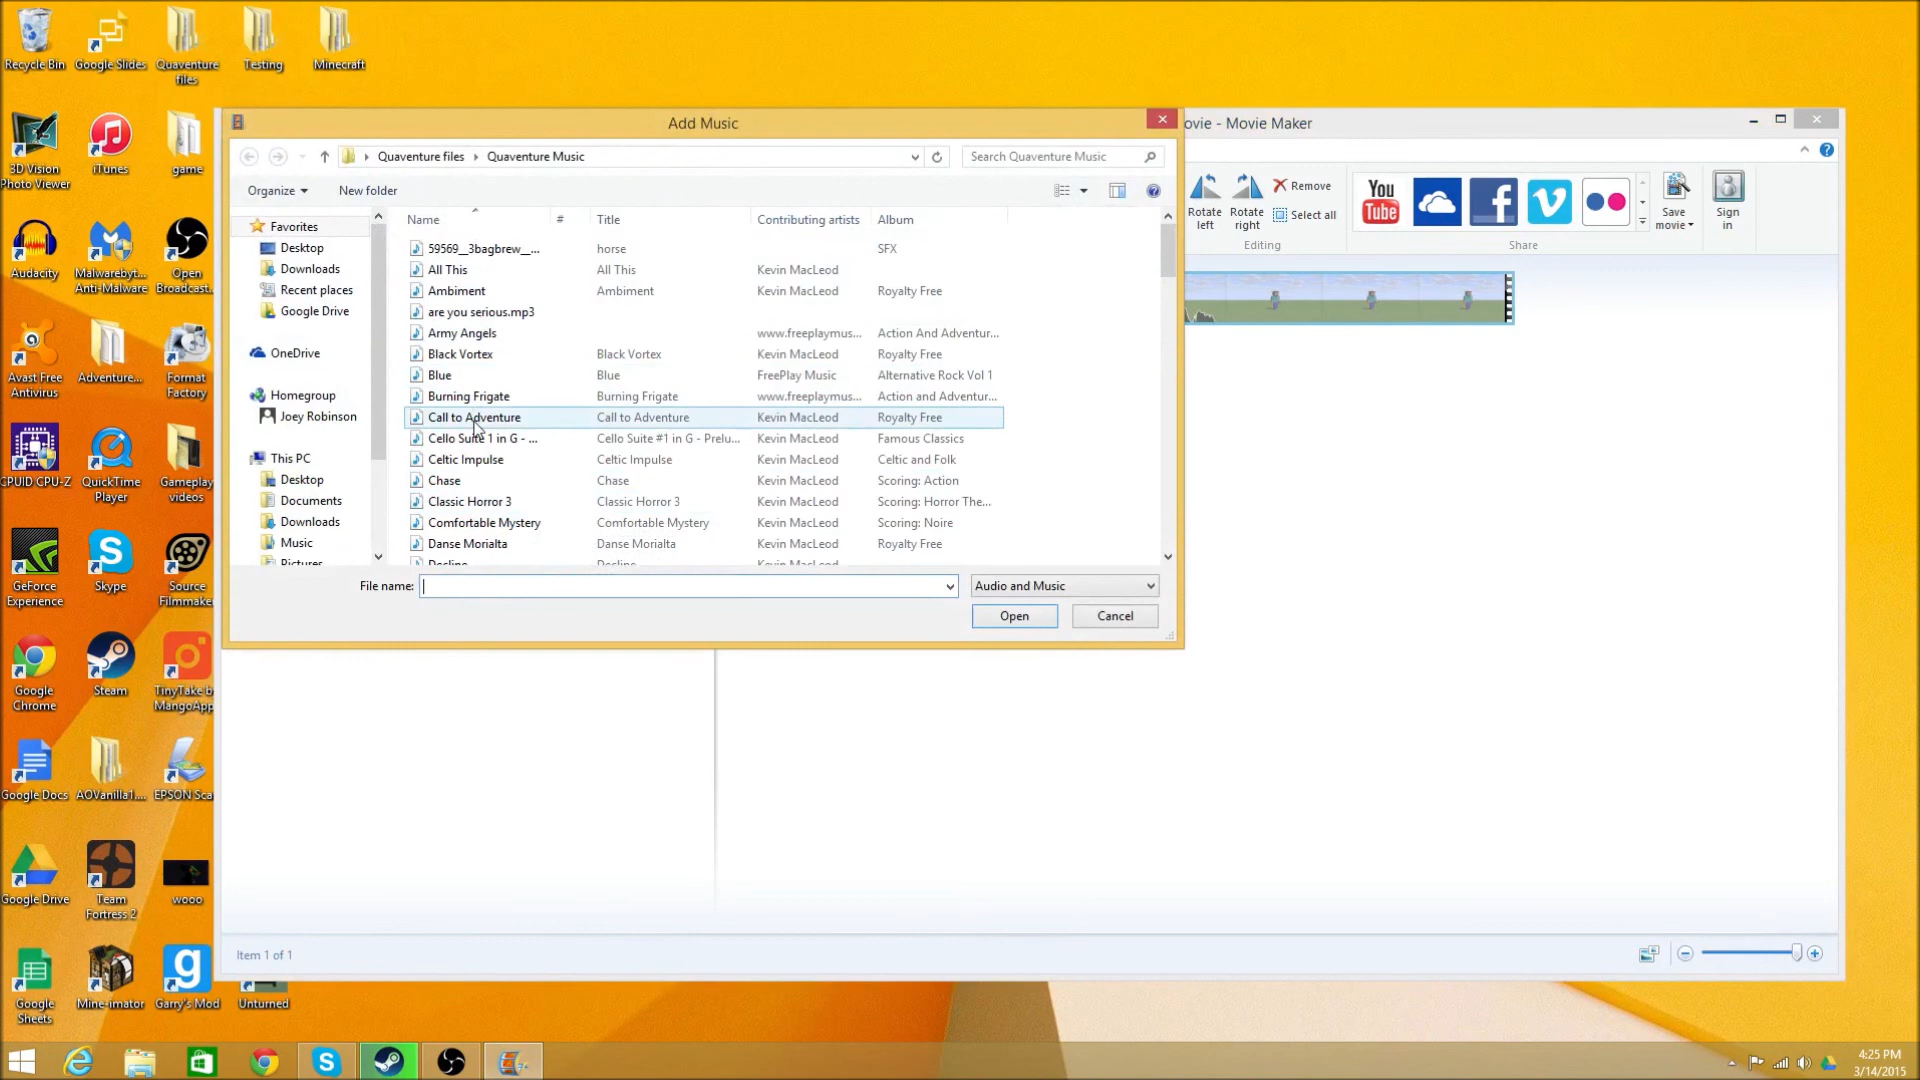 Recycle Bin
Google Slides
Quaventure files
Testing
Minecraft
3D Vision Photo Viewer
iTunes
game
Audacity
Malwarebyt... Anti-Malware
Open Broadcast...
Avast Free Antivirus
Adventure...
Format Factory
CPUID CPU-Z
QuickTime Player
Gameplay videos
GeForce Experience
Skype
Source Filmmaker
Google Chrome
Steam
TinyTake by MangoApp
Google Docs
AOVanilla1....
EPSON Sca
Google Drive
Team Fortress 2
wooo
Google Sheets
Mine-imator
Garry's Mod
Unturned
Add Music
ovie - Movie Maker
Quaventure files
Quaventure Music
Search Quaventure Music
Organize
New folder
Favorites
Desktop
Downloads
Recent places
Google Drive
OneDrive
Homegroup
Joey Robinson
This PC
Desktop
Documents
Downloads
Music
Pictures
Name # Title Contributing artists Album
59569__3bagbrew__... horse SFX
All This All This Kevin MacLeod
Ambiment Ambiment Kevin MacLeod Royalty Free
are you serious.mp3
Army Angels www.freeplaymus... Action And Adventur...
Black Vortex Black Vortex Kevin MacLeod Royalty Free
Blue Blue FreePlay Music Alternative Rock Vol 1
Burning Frigate Burning Frigate www.freeplaymus... Action and Adventur...
Call to Adventure Call to Adventure Kevin MacLeod Royalty Free
Cello Suite 1 in G - ... Cello Suite #1 in G - Prelu... Kevin MacLeod Famous Classics
Celtic Impulse Celtic Impulse Kevin MacLeod Celtic and Folk
Chase Chase Kevin MacLeod Scoring: Action
Classic Horror 3 Classic Horror 3 Kevin MacLeod Scoring: Horror The...
Comfortable Mystery Comfortable Mystery Kevin MacLeod Scoring: Noire
Danse Morialta Danse Morialta Kevin MacLeod Royalty Free
Decline Decline Kevin MacLeod
File name:
Audio and Music
Open
Cancel
Rotate left
Rotate right
Remove
Select all
Editing
You Tube
Share
Save movie
Sign in
Item 1 of 1
4:25 PM
3/14/2015